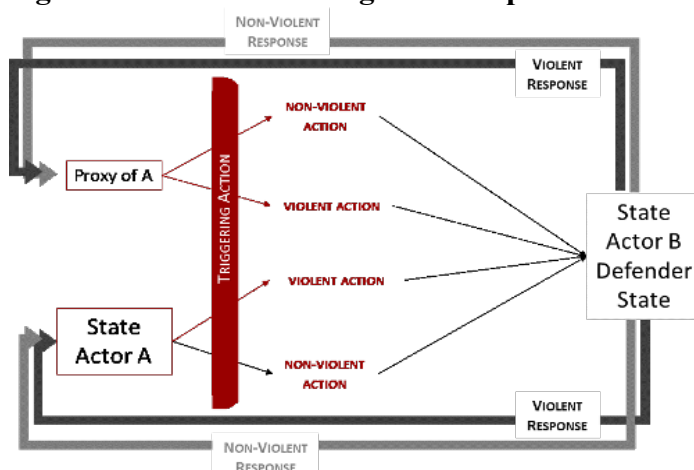 NON-VIOLENT
RESPONSE
VIOLENT
RESPONSE
TRIGGERING ACTION
NON-VIOLENT
ACTION
Proxy of A
VIOLENT ACTION
State
Actor B
Defender
State
VIOLENT ACTION
State
Actor A
NON-VIOLENT
ACTION
VIOLENT
RESPONSE
NON-VIOLENT
RESPONSE